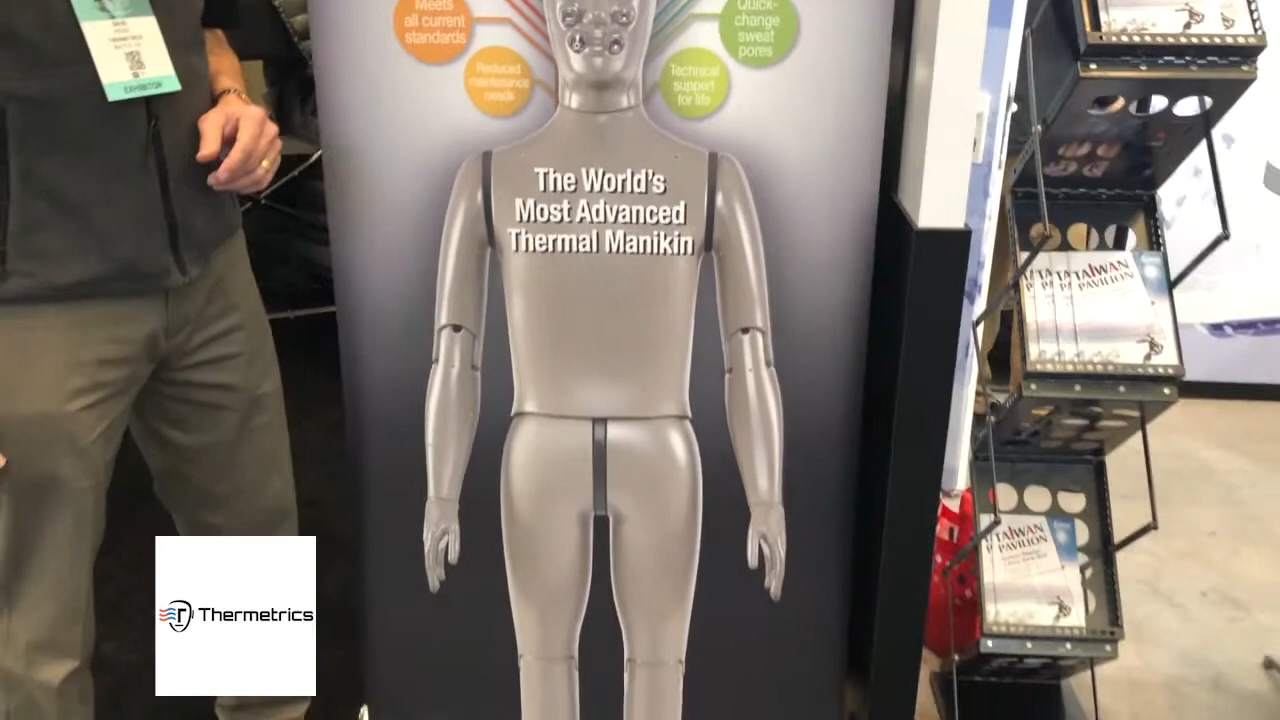 Meets
all current
standards
Quick-
change
sweat
pores
Reduced
maintenance
needs
Technical
support
for life
The World's
Most Advanced
Thermal Manikin
EXHIBITOR
TAIWAN
PAVILION
TAIWAN
PAVILION
Thermetrics